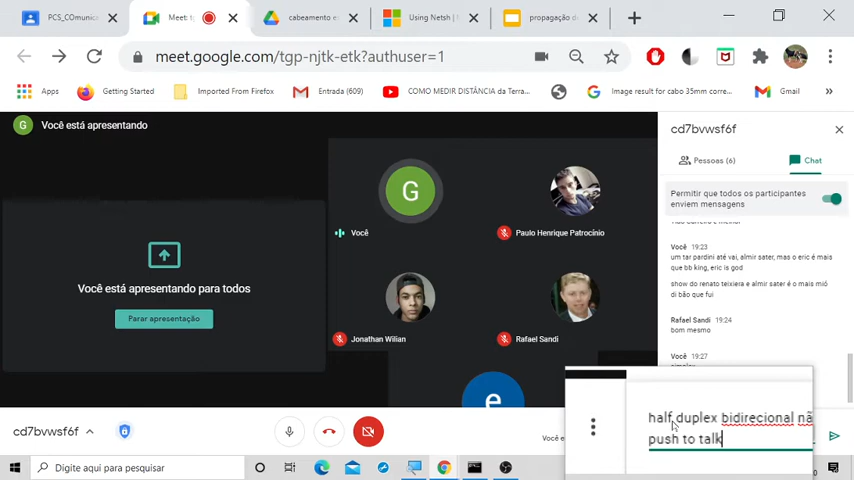 PCS_COmunic
Meet: t
cabeamento e
Using Netsh |
propagação d
meet.google.com/tgp-njtk-etk?authuser=1
Apps
Getting Started
Imported From Firefox
Entrada (609)
COMO MEDIR DISTÂNCIA da Terra...
Image result for cabo 35mm corre...
Gmail
»
G
Você está apresentando
cd7bvwsf6f
Pessoas (6)
Chat
Permitir que todos os participantes
enviem mensagens
G
Você
Paulo Henrique Patrocínio
Você está apresentando para todos
Parar apresentação
Você 19:23
um tar pardini até vai, almir sater, mas o eric é mais
que bb king, eric is god
show do renato teixeira e almir sater é o mais mió
di bão que fui
Jonathan Wilian
Rafael Sandi
Rafael Sandi 19:24
bom mesmo
Você 19:27
e
half duplex bidirecional nã
push to talk
cd7bvwsf6f
Você e
Digite aqui para pesquisar